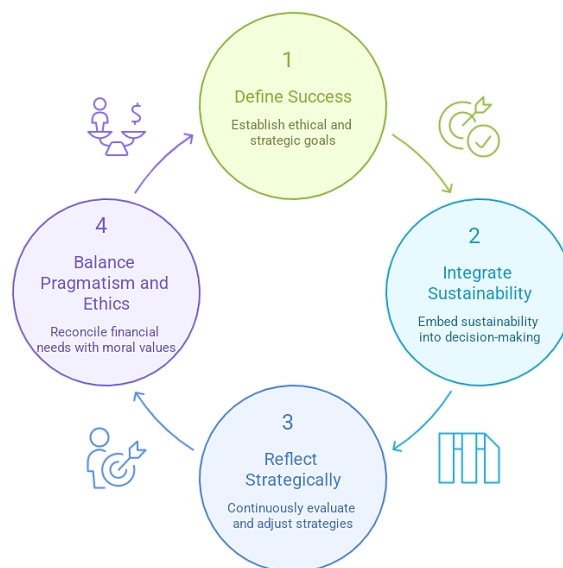 1
Define Success
Establish ethical and
strategic goals
$
2
Integrate
Sustainability
Embed sustainability
into decision-making
3
Reflect
Strategically
Continuously evaluate
and adjust strategies
4
Balance
Pragmatism and
Ethics
Reconcile financial
needs with moral values